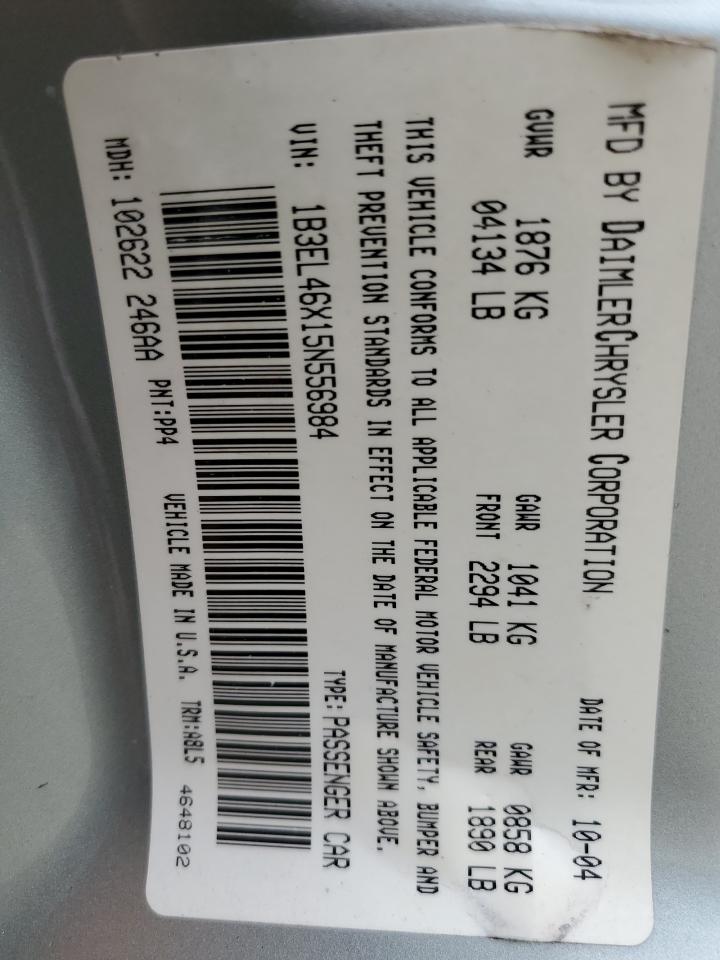 MFD BY DAIMLERCHRYSLER CORPORATION DATE OF MFR: 10-04
GVWR 1876 KG GAWR 1041 KG GAWR 0858 KG
04134 LB FRONT 2294 LB REAR 1890 LB
THIS VEHICLE CONFORMS TO ALL APPLICABLE FEDERAL MOTOR VEHICLE SAFETY, BUMPER AND
THEFT PREVENTION STANDARDS IN EFFECT ON THE DATE OF MANUFACTURE SHOWN ABOVE.
VIN: 1B3EL46X15N556984 TYPE: PASSENGER CAR
MDH: 102622 246AA PNT:PP4 VEHICLE MADE IN U.S.A. TRM:A8L5 4648102